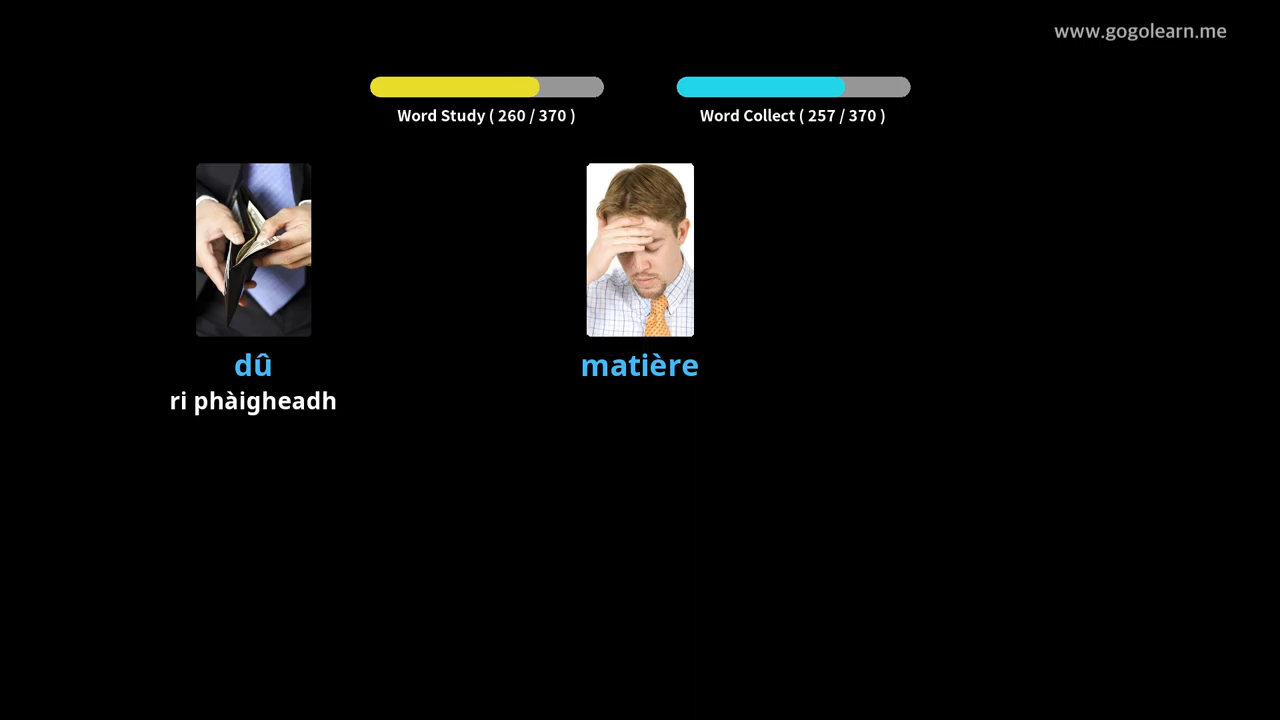 www.gogolearn.me
Word Study ( 260 / 370 )
Word Collect ( 257 / 370 )
dû
matière
ri phàigheadh